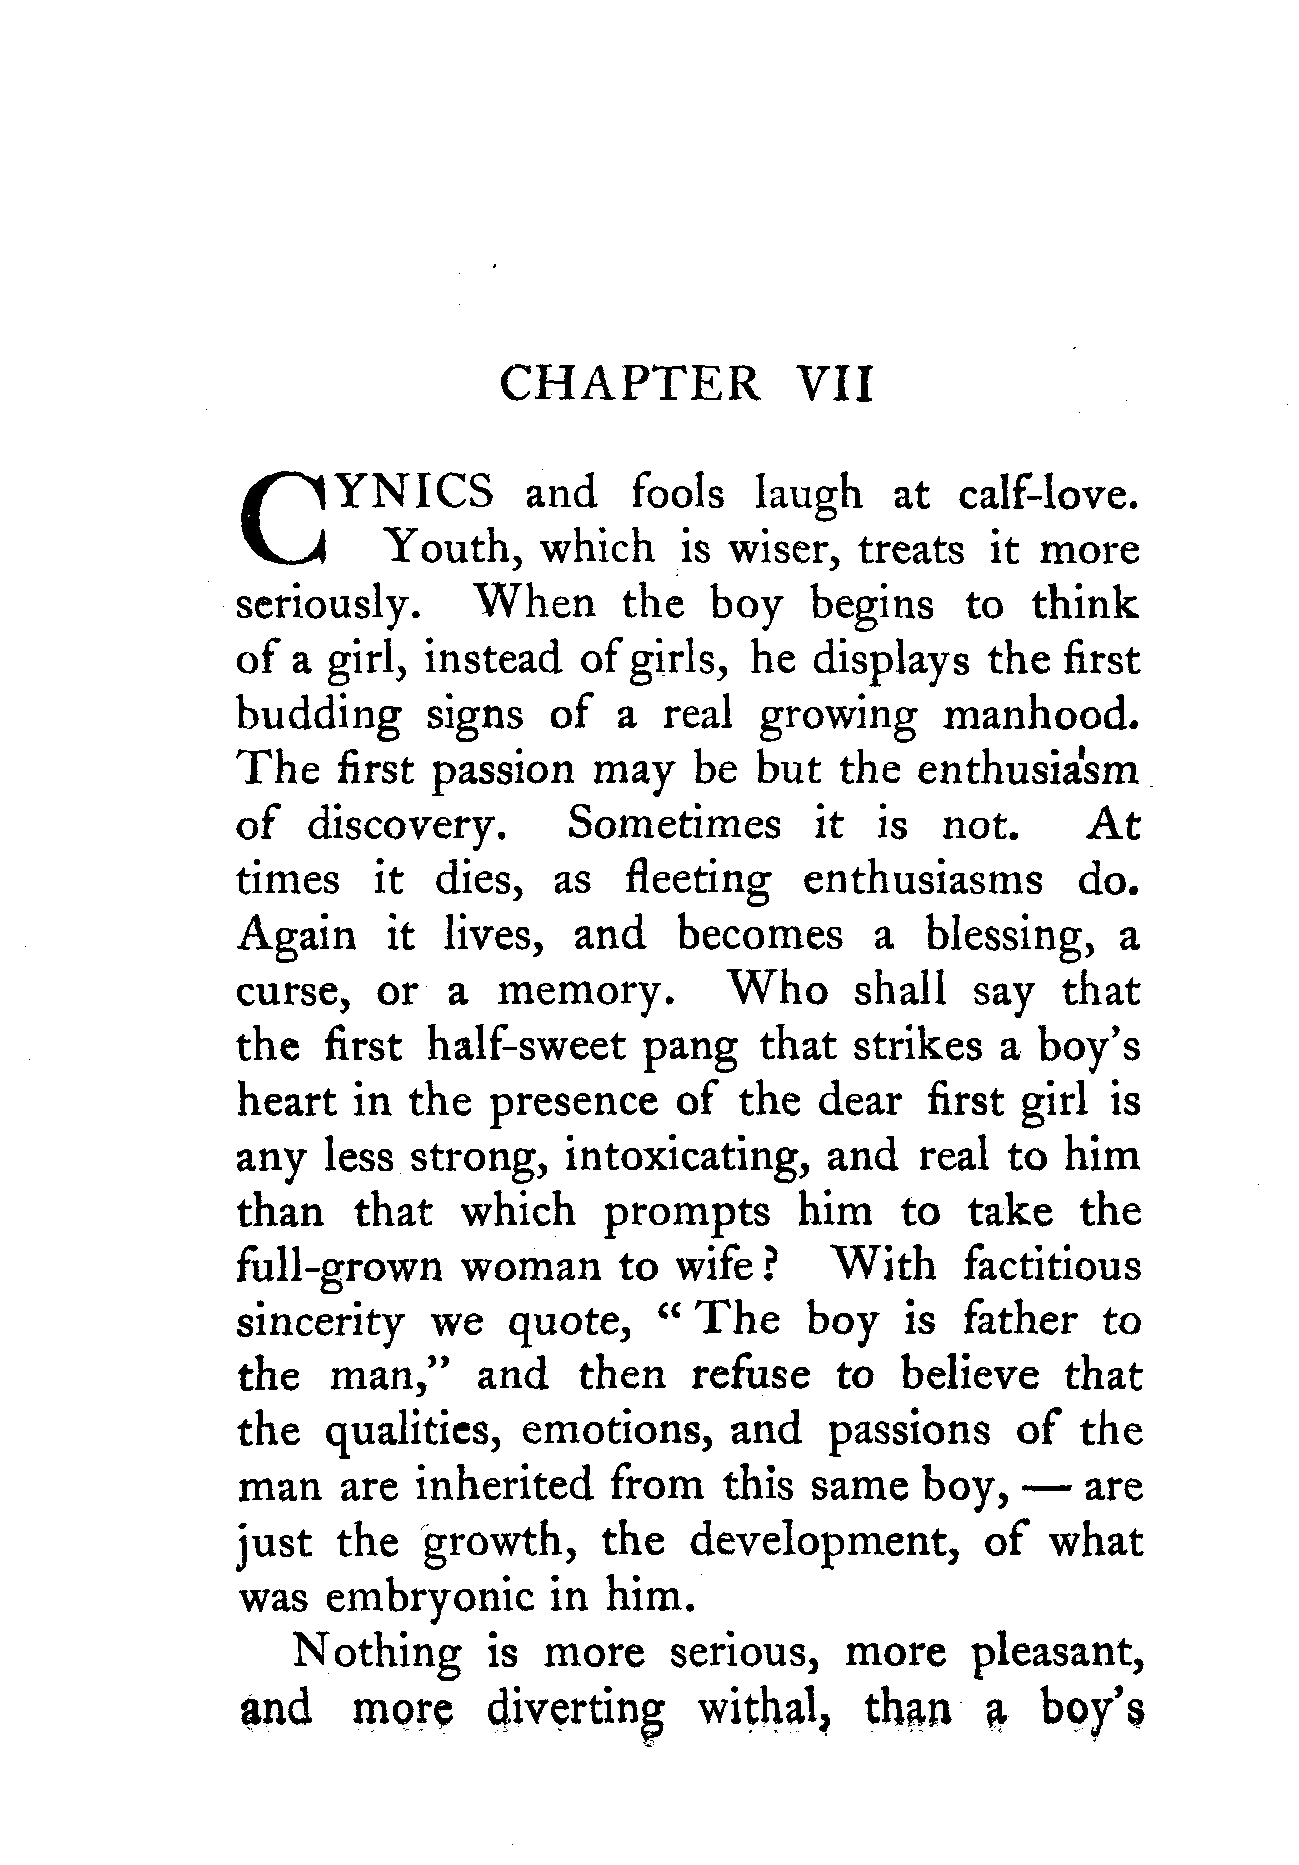 CHAPTER VII
CYNICS and fools laugh at calf-love.
Youth, which is wiser, treats it more
seriously. When the boy begins to think
of a girl, instead of girls, he displays the first
budding signs of a real growing manhood.
The first passion may be but the enthusiasm
of discovery. Sometimes it is not. At
times it dies, as fleeting enthusiasms do.
Again it lives, and becomes a blessing, a
curse, or a memory. Who shall say that
the first half-sweet pang that strikes a boy's
heart in the presence of the dear first girl is
any less strong, intoxicating, and real to him
than that which prompts him to take the
full-grown woman to wife? With factitious
sincerity we quote, "The boy is father to
the man," and then refuse to believe that
the qualities, emotions, and passions of the
man are inherited from this same boy, — are
just the growth, the development, of what
was embryonic in him.
Nothing is more serious, more pleasant,
and more diverting withal, than a boy's